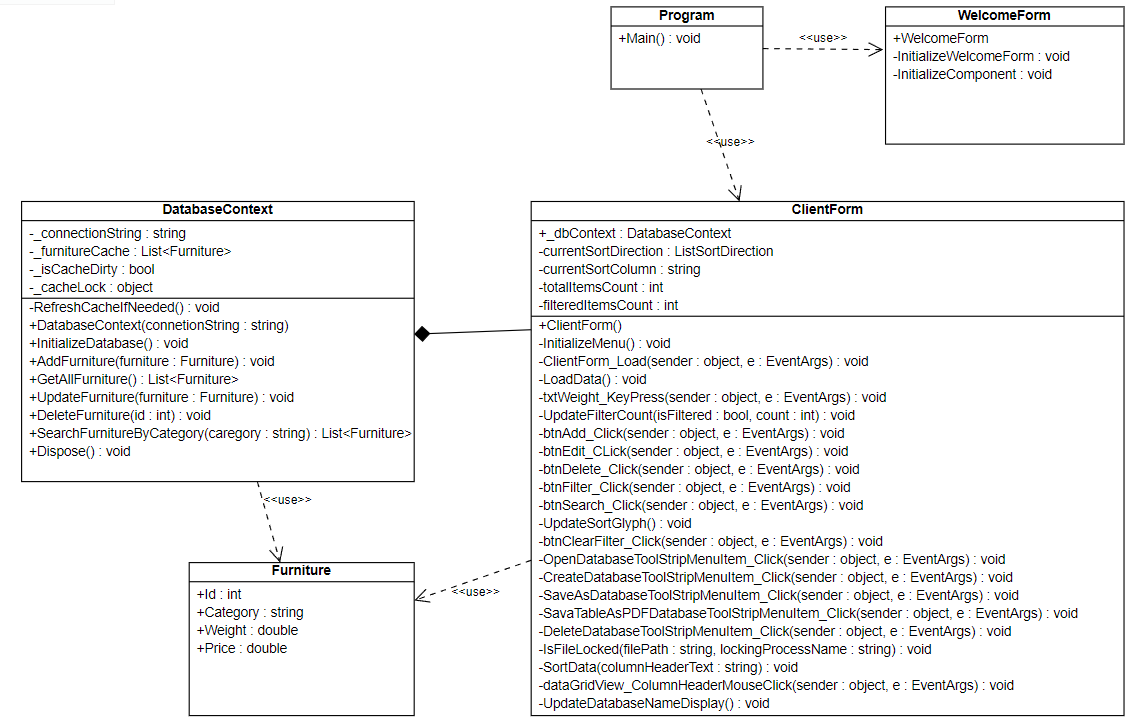 Program
+Main() : void
<<use>>
WelcomeForm
+WelcomeForm
-InitializeWelcomeForm : void
-InitializeComponent : void
<<use>>
DatabaseContext
-_connectionString : string
-_furnitureCache : List<Furniture>
-_isCacheDirty : bool
-_cacheLock : object
-RefreshCacheIfNeeded() : void
+DatabaseContext(connetionString : string)
+InitializeDatabase() : void
+AddFurniture(furniture : Furniture) : void
+GetAllFurniture() : List<Furniture>
+UpdateFurniture(furniture : Furniture) : void
+DeleteFurniture(id : int) : void
+SearchFurnitureByCategory(caregory : string) : List<Furniture>
+Dispose() : void
ClientForm
+_dbContext : DatabaseContext
-currentSortDirection : ListSortDirection
-currentSortColumn : string
-totalItemsCount : int
-filteredItemsCount : int
+ClientForm()
-InitializeMenu() : void
-ClientForm_Load(sender : object, e : EventArgs) : void
-LoadData() : void
-txtWeight_KeyPress(sender : object, e : EventArgs) : void
-UpdateFilterCount(isFiltered : bool, count : int) : void
-btnAdd_Click(sender : object, e : EventArgs) : void
-btnEdit_CLick(sender : object, e : EventArgs) : void
-btnDelete_Click(sender : object, e : EventArgs) : void
-btnFilter_Click(sender : object, e : EventArgs) : void
-btnSearch_Click(sender : object, e : EventArgs) : void
-UpdateSortGlyph() : void
-btnClearFilter_Click(sender : object, e : EventArgs) : void
-OpenDatabaseToolStripMenuItem_Click(sender : object, e : EventArgs) : void
-CreateDatabaseToolStripMenuItem_Click(sender : object, e : EventArgs) : void
-SaveAsDatabaseToolStripMenuItem_Click(sender : object, e : EventArgs) : void
-SavaTableAsPDFDatabaseToolStripMenuItem_Click(sender : object, e : EventArgs) : void
-DeleteDatabaseToolStripMenuItem_Click(sender : object, e : EventArgs) : void
-IsFileLocked(filePath : string, lockingProcessName : string) : void
-SortData(columnHeaderText : string) : void
-dataGridView_ColumnHeaderMouseClick(sender : object, e : EventArgs) : void
-UpdateDatabaseNameDisplay() : void
<<use>>
<<use>>
Furniture
+Id : int
+Category : string
+Weight : double
+Price : double